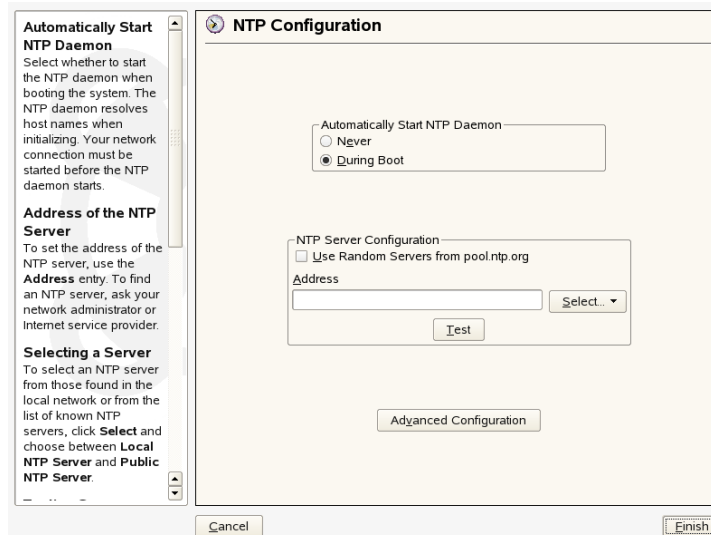 Automatically Start
NTP Daemon
Select whether to start
the NTP daemon when
booting the system. The
NTP daemon resolves
host names when
initializing. Your network
connection must be
started before the NTP
daemon starts.
Address of the NTP
Server
To set the address of the
NTP server, use the
Address entry. To find
an NTP server, ask your
network administrator or
Internet service provider.
Selecting a Server
To select an NTP server
from those found in the
local network or from the
list of known NTP
servers, click Select and
choose between Local
NTP Server and Public
NTP Server.
NTP Configuration
Automatically Start NTP Daemon
Never
During Boot
NTP Server Configuration
Use Random Servers from pool.ntp.org
Address
Select...
Test
Advanced Configuration
Cancel
Finish